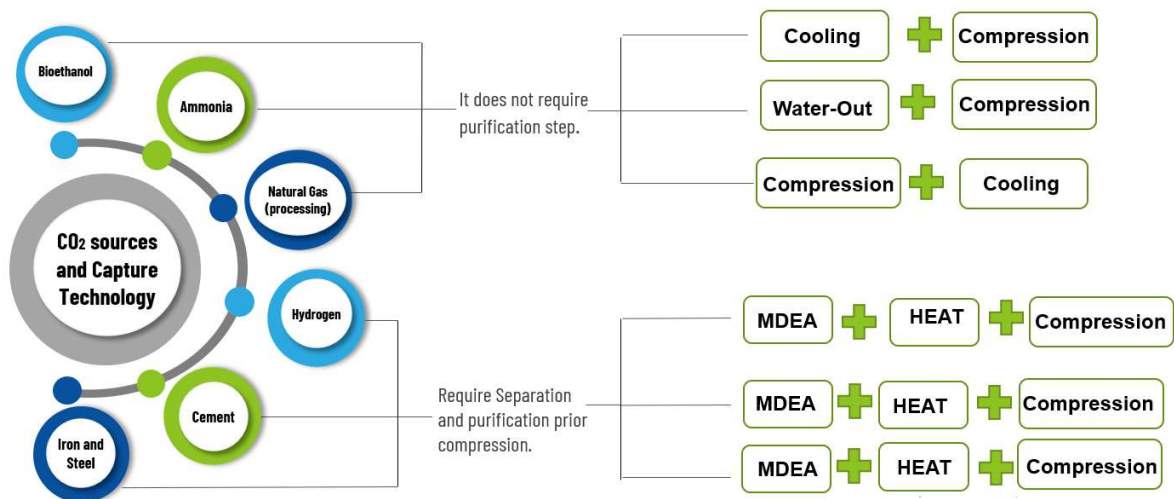 Bioethanol
Ammonia
Natural Gas
(processing)
CO₂ sources
and Capture
Technology
Hydrogen
Cement
Iron and
Steel
It does not require
purification step.
Cooling
Compression
Water-Out
Compression
Compression
Cooling
Require Separation
and purification prior
compression.
MDEA
HEAT
Compression
MDEA
HEAT
Compression
MDEA
HEAT
Compression